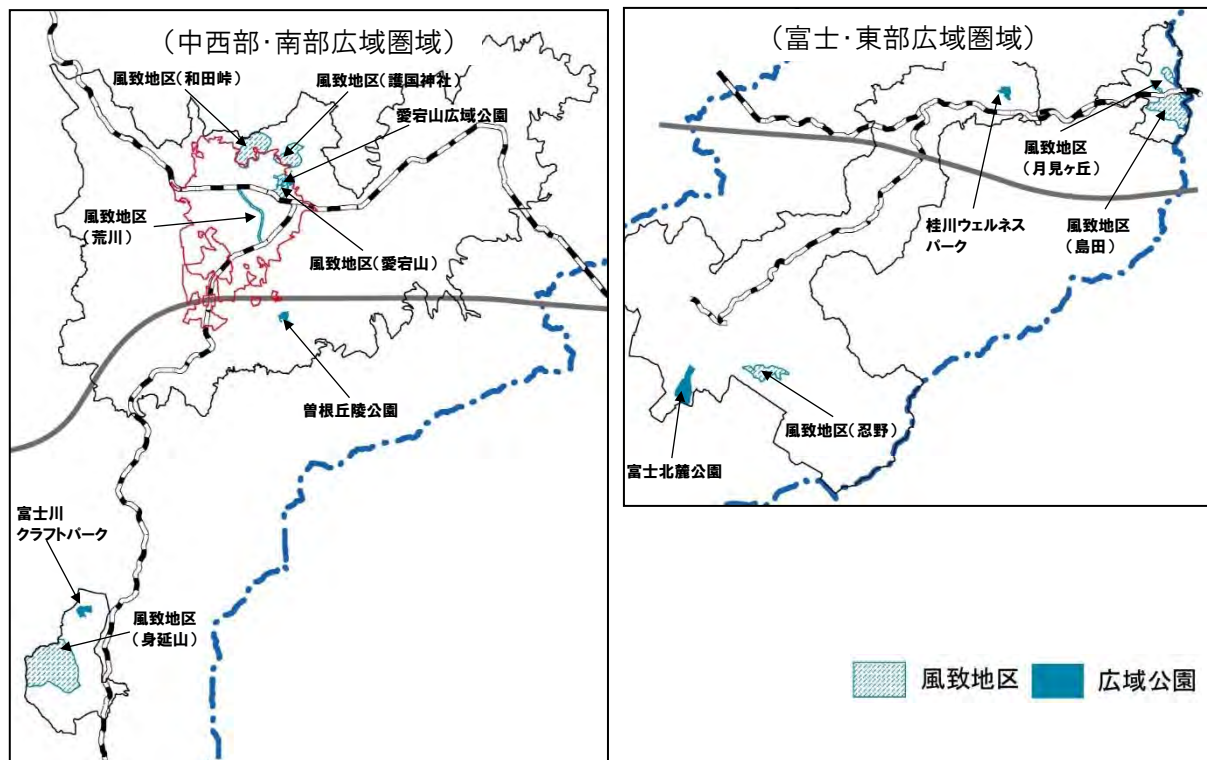 （中西部・南部広域圏域）
風致地区（和田峠）
風致地区（護国神社）
愛宕山広域公園
風致地区
（荒川）
風致地区（愛宕山）
曽根丘陵公園
富士川
クラフトパーク
風致地区
（身延山）
（富士・東部広域圏域）
風致地区
（月見ヶ丘）
桂川ウェルネス
パーク
風致地区
（島田）
風致地区（忍野）
富士北麓公園
風致地区
広域公園